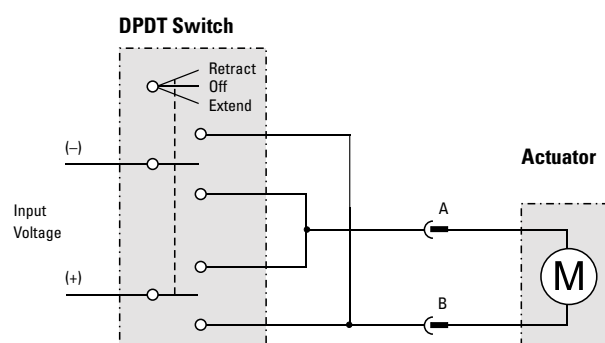 DPDT Switch
Retract
Off
Extend
(–)
Actuator
Input
Voltage
A
(+)
M
B